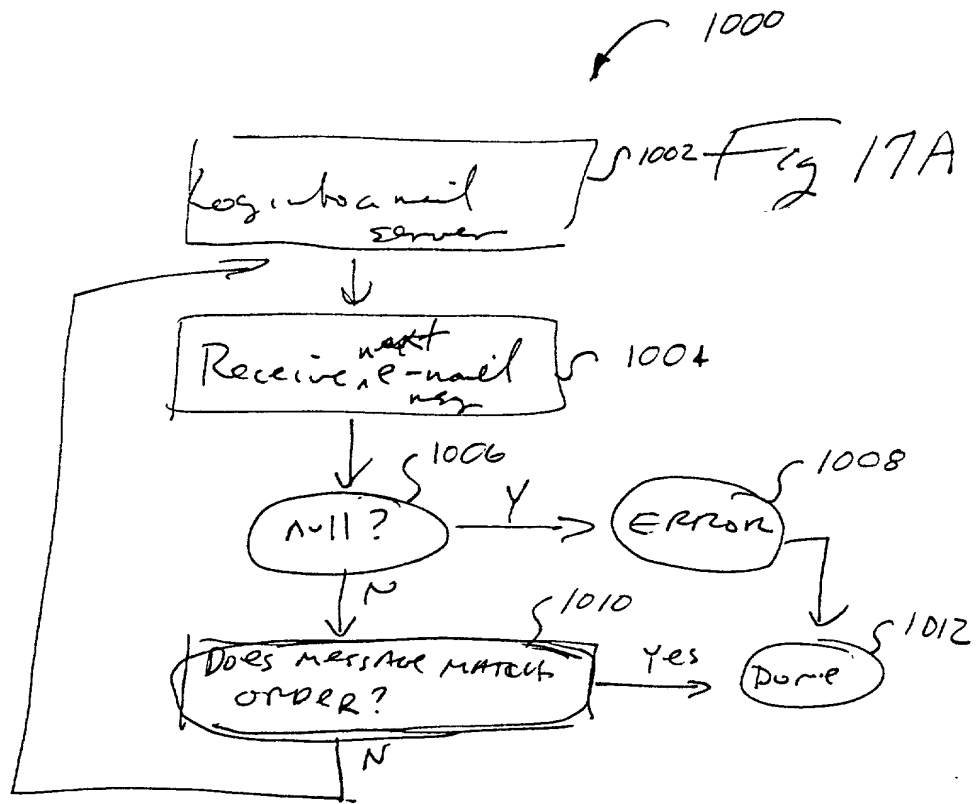 1000
1002 Fig 17A
Log into a mail
server
next
Receive ^ e-mail
msg
1004
1006
null?
Y
1008
ERROR
N
1010
Does MESSAGE MATCH
ORDER?
Yes
1012
Done
N